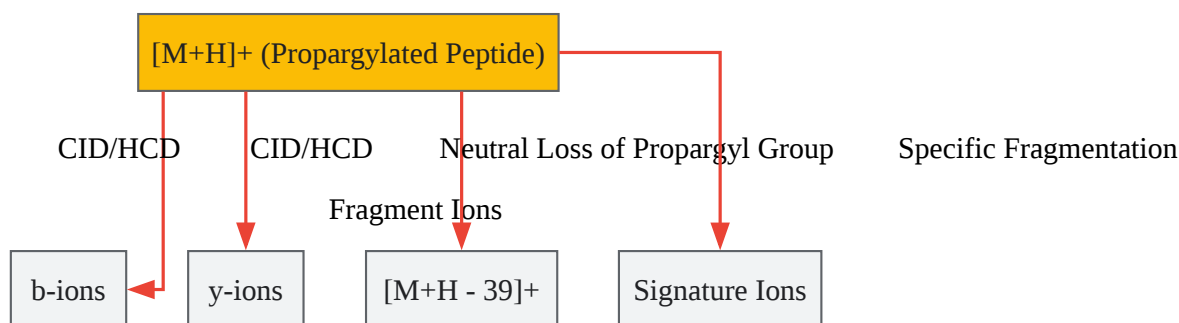 [M+H]+ (Propargylated Peptide)
CID/HCD
CID/HCD
Neutral Loss of Propargyl Group
Specific Fragmentation
Fragment Ions
b-ions
y-ions
[M+H - 39]+
Signature Ions